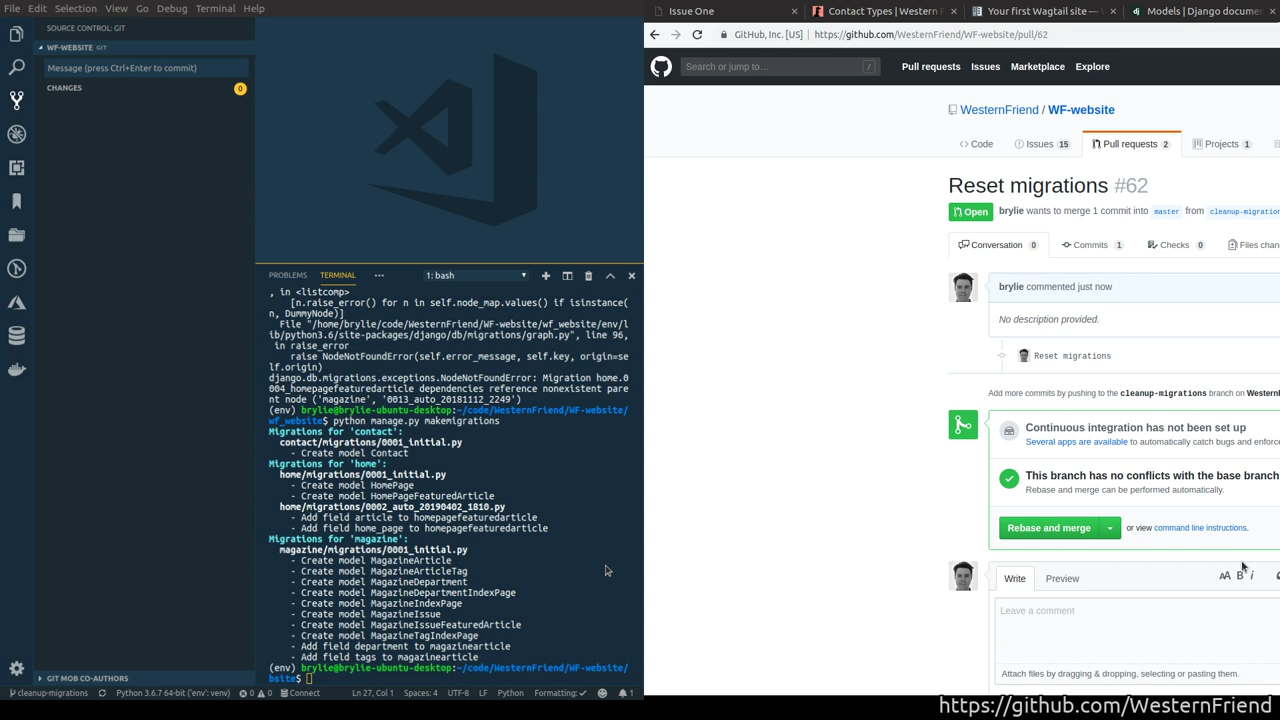 File Edit Selection View Go Debug Terminal Help
SOURCE CONTROL: GIT
WF-WEBSITE GIT
Message (press Ctrl+Enter to commit)
CHANGES 0
GIT MOB CO-AUTHORS
PROBLEMS TERMINAL ••• 1: bash
, in <listcomp>
[n.raise_error() for n in self.node_map.values() if isinstance(
n, DummyNode)]
File "/home/brylie/code/WesternFriend/WF-website/wf_website/env/l
ib/python3.6/site-packages/django/db/migrations/graph.py", line 96,
in raise_error
raise NodeNotFoundError(self.error_message, self.key, origin=se
lf.origin)
django.db.migrations.exceptions.NodeNotFoundError: Migration home.0
004_homepagefeaturedarticle dependencies reference nonexistent pare
nt node ('magazine', '0013_auto_20181112_2249')
(env) brylie@brylie-ubuntu-desktop:~/code/WesternFriend/WF-website/
wf_website$ python manage.py makemigrations
Migrations for 'contact':
contact/migrations/0001_initial.py
- Create model Contact
Migrations for 'home':
home/migrations/0001_initial.py
- Create model HomePage
- Create model HomePageFeaturedArticle
home/migrations/0002_auto_20190402_1810.py
- Add field article to homepagefeaturedarticle
- Add field home_page to homepagefeaturedarticle
Migrations for 'magazine':
magazine/migrations/0001_initial.py
- Create model MagazineArticle
- Create model MagazineArticleTag
- Create model MagazineDepartment
- Create model MagazineDepartmentIndexPage
- Create model MagazineIndexPage
- Create model MagazineIssue
- Create model MagazineIssueFeaturedArticle
- Create model MagazineTagIndexPage
- Add field department to magazinearticle
- Add field tags to magazinearticle
(env) brylie@brylie-ubuntu-desktop:~/code/WesternFriend/WF-website/
bsite$
cleanup-migrations Python 3.6.7 64-bit ('env': venv) 0 0 Connect Ln 27, Col 1 Spaces: 4 UTF-8 LF Python Formatting: ✓ 1
Issue One × Contact Types | Western F × Your first Wagtail site — × Models | Django documen ×
GitHub, Inc. [US] https://github.com/WesternFriend/WF-website/pull/62
Search or jump to… / Pull requests Issues Marketplace Explore
WesternFriend / WF-website
Code Issues 15 Pull requests 2 Projects 1
Reset migrations #62
Open brylie wants to merge 1 commit into master from cleanup-migration
Conversation 0 Commits 1 Checks 0 Files chan
brylie commented just now
No description provided.
Reset migrations
Add more commits by pushing to the cleanup-migrations branch on Western
Continuous integration has not been set up
Several apps are available to automatically catch bugs and enforc
This branch has no conflicts with the base branch
Rebase and merge can be performed automatically.
Rebase and merge or view command line instructions.
Write Preview AA B i
Leave a comment
Attach files by dragging & dropping, selecting or pasting them.
https://github.com/WesternFriend